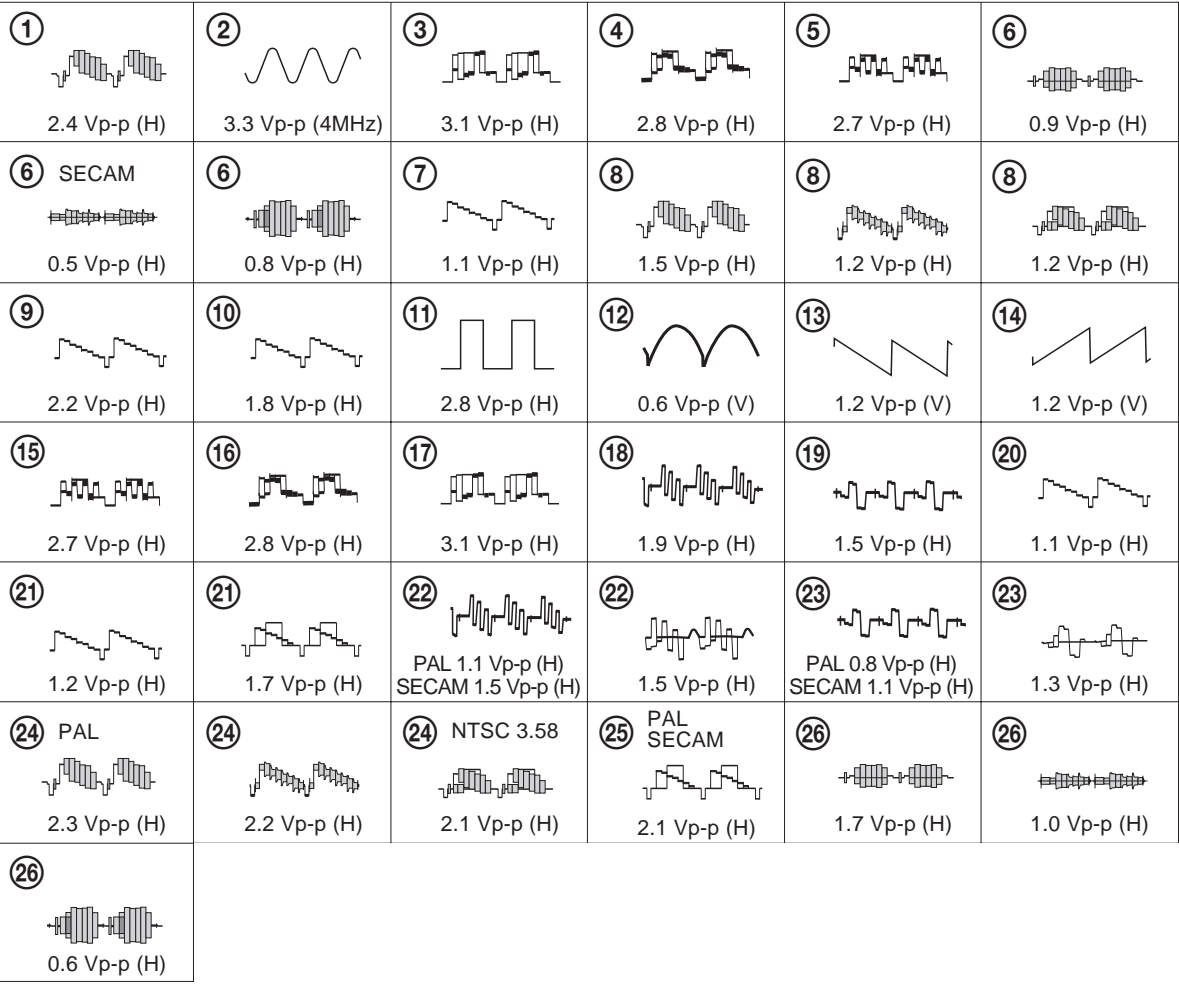 ① ② ③ ④ ⑤ ⑥
2.4 Vp-p (H) 3.3 Vp-p (4MHz) 3.1 Vp-p (H) 2.8 Vp-p (H) 2.7 Vp-p (H) 0.9 Vp-p (H)
⑥ SECAM ⑥ ⑦ ⑧ ⑧ ⑧
0.5 Vp-p (H) 0.8 Vp-p (H) 1.1 Vp-p (H) 1.5 Vp-p (H) 1.2 Vp-p (H) 1.2 Vp-p (H)
⑨ ⑩ ⑪ ⑫ ⑬ ⑭
2.2 Vp-p (H) 1.8 Vp-p (H) 2.8 Vp-p (H) 0.6 Vp-p (V) 1.2 Vp-p (V) 1.2 Vp-p (V)
⑮ ⑯ ⑰ ⑱ ⑲ ⑳
2.7 Vp-p (H) 2.8 Vp-p (H) 3.1 Vp-p (H) 1.9 Vp-p (H) 1.5 Vp-p (H) 1.1 Vp-p (H)
㉑ ㉑ ㉒ ㉒ ㉓ ㉓
1.2 Vp-p (H) 1.7 Vp-p (H) PAL 1.1 Vp-p (H) 1.5 Vp-p (H) PAL 0.8 Vp-p (H) 1.3 Vp-p (H)
SECAM 1.5 Vp-p (H) SECAM 1.1 Vp-p (H)
㉔ PAL ㉔ ㉔ NTSC 3.58 ㉕ PAL ㉖ ㉖
SECAM
2.3 Vp-p (H) 2.2 Vp-p (H) 2.1 Vp-p (H) 2.1 Vp-p (H) 1.7 Vp-p (H) 1.0 Vp-p (H)
㉖
0.6 Vp-p (H)